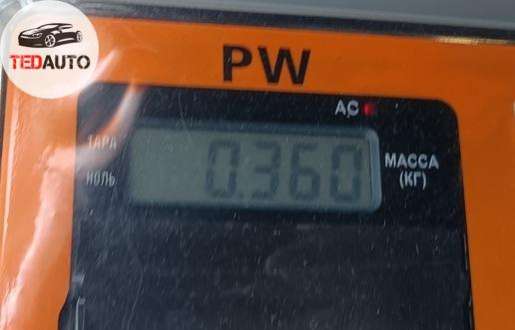 TEDAUTO
PW
AC
ТАРА
0.360
МАССА
(КГ)
НОЛЬ